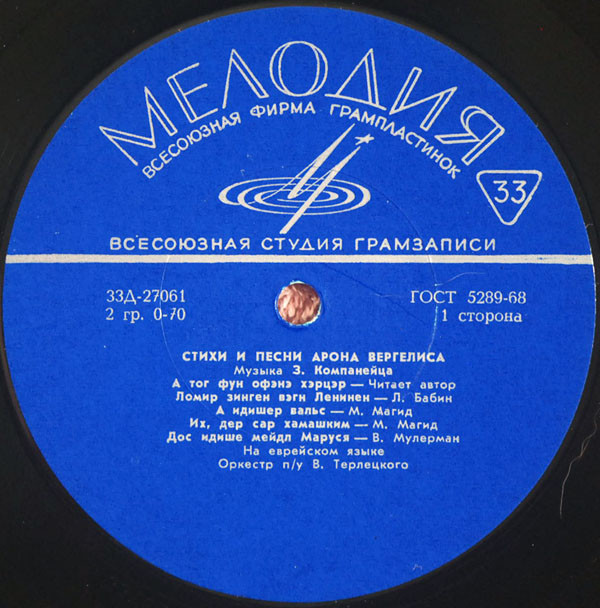 МЕЛОДИЯ
ВСЕСОЮЗНАЯ ФИРМА ГРАМПЛАСТИНОК
33
ВСЕСОЮЗНАЯ СТУДИЯ ГРАМЗАПИСИ
33Д-27061
2 гр. 0-70
ГОСТ 5289-68
1 сторона
СТИХИ И ПЕСНИ АРОНА ВЕРГЕЛИСА
Музыка З. Компанейца
А тог фун офэнэ хэрцэр — Читает автор
Ломир зинген вэгн Ленинен — Л. Бабин
А идишер вальс — М. Магид
Их, дер сар хамашким — М. Магид
Дос идише мейдл Маруся — В. Мулерман
На еврейском языке
Оркестр п/у В. Терлецкого